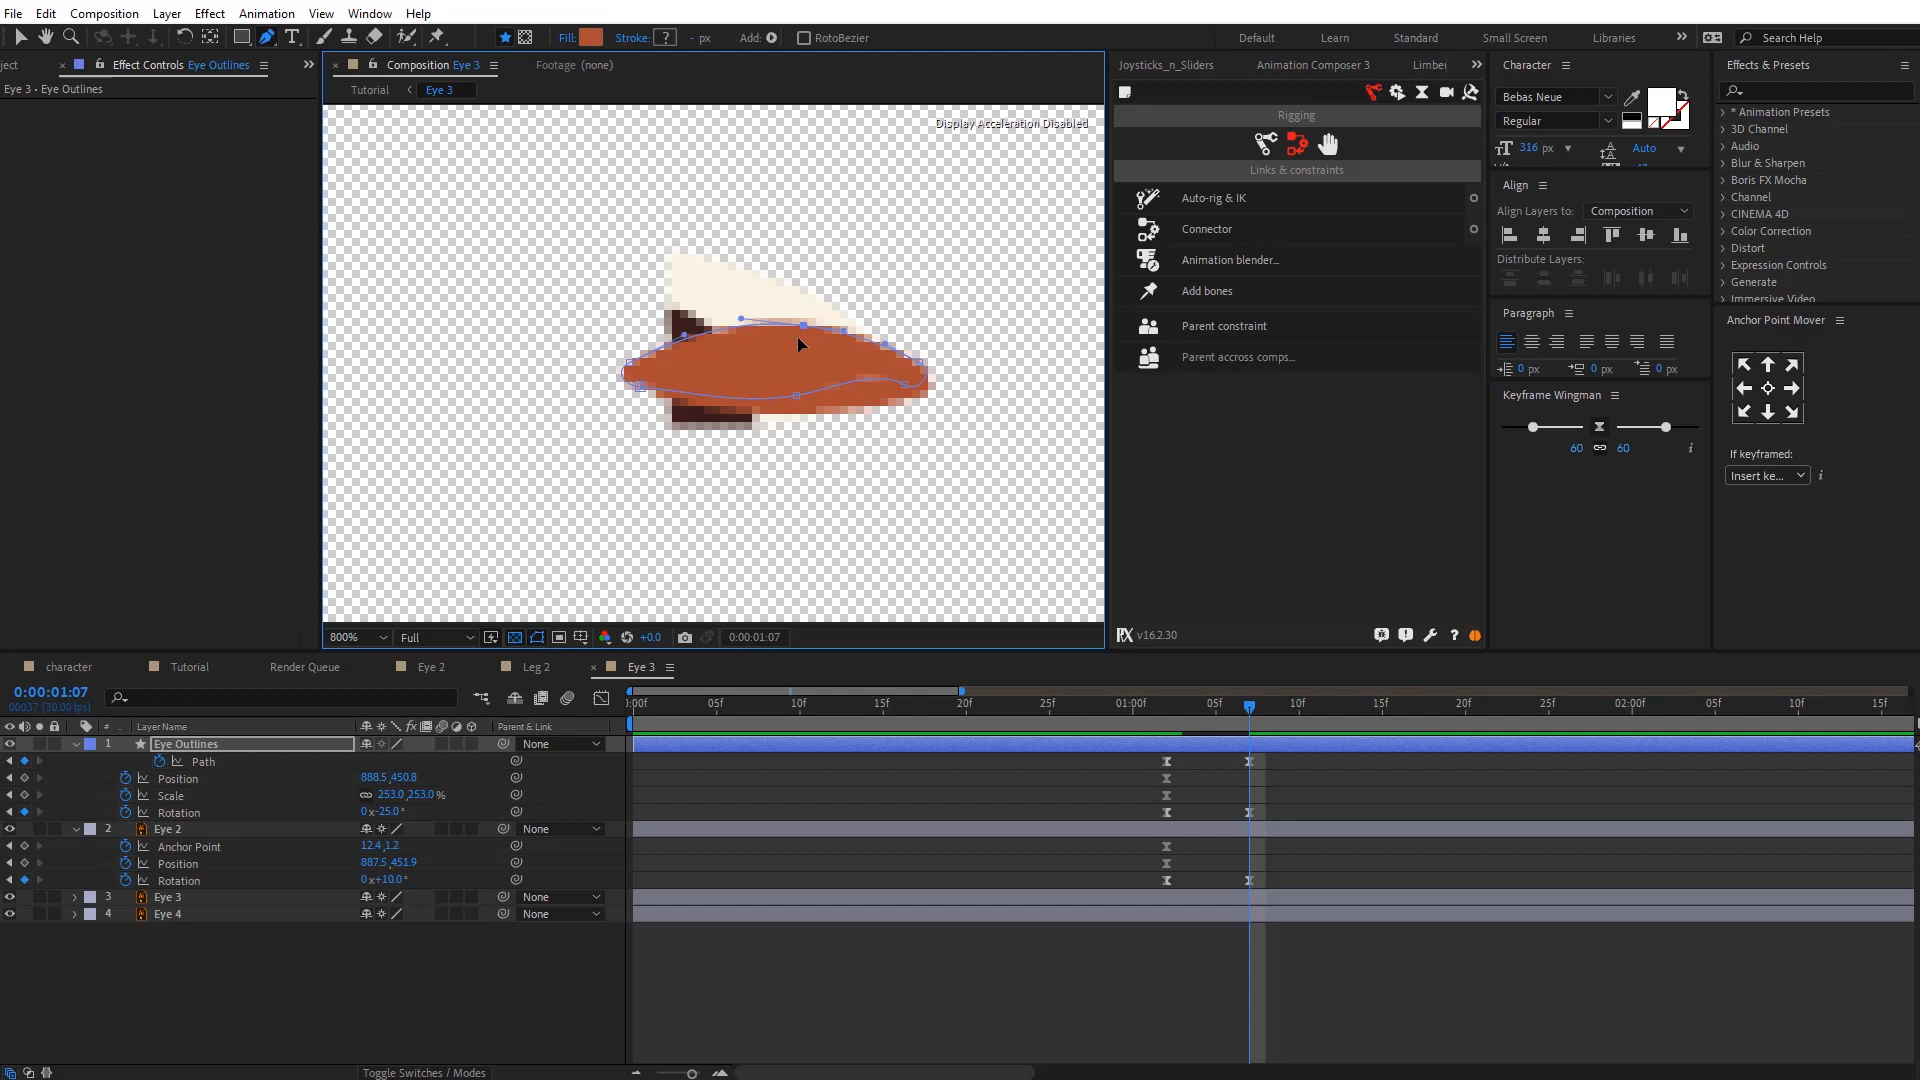 File Edit Composition Layer Effect Animation View Window Help
Fill: Stroke: ? - px Add: RotoBezier Default Learn Standard Small Screen Libraries Search Help
ject Effect Controls Eye Outlines
Composition Eye 3 Footage (none)
Joysticks_n_Sliders Animation Composer 3 Limber
Character Effects & Presets
Eye 3 • Eye Outlines
Tutorial Eye 3
Display Acceleration Disabled
Rigging
Links & constraints
Auto-rig & IK
Connector
Animation blender...
Add bones
Parent constraint
Parent accross comps...
v16.2.30
Bebas Neue
Regular
316 px Auto
Align
Align Layers to: Composition
Distribute Layers:
Paragraph
0 px 0 px 0 px
Keyframe Wingman
60 60
* Animation Presets
3D Channel
Audio
Blur & Sharpen
Boris FX Mocha
Channel
CINEMA 4D
Color Correction
Distort
Expression Controls
Generate
Immersive Video
Anchor Point Mover
If keyframed:
Insert ke...
800% Full +0.0 0:00:01:07
character Tutorial Render Queue Eye 2 Leg 2 Eye 3
0:00:01:07
00037 (30.00 fps)
:00f 05f 10f 15f 20f 25f 01:00f 05f 10f 15f 20f 25f 02:00f 05f 10f 15f
# Layer Name Parent & Link
1 Eye Outlines None
Path
Position 888.5,450.8
Scale 253.0,253.0%
Rotation 0x-25.0°
2 Eye 2 None
Anchor Point 12.4,1.2
Position 887.5,451.9
Rotation 0x+10.0°
3 Eye 3 None
4 Eye 4 None
Toggle Switches / Modes